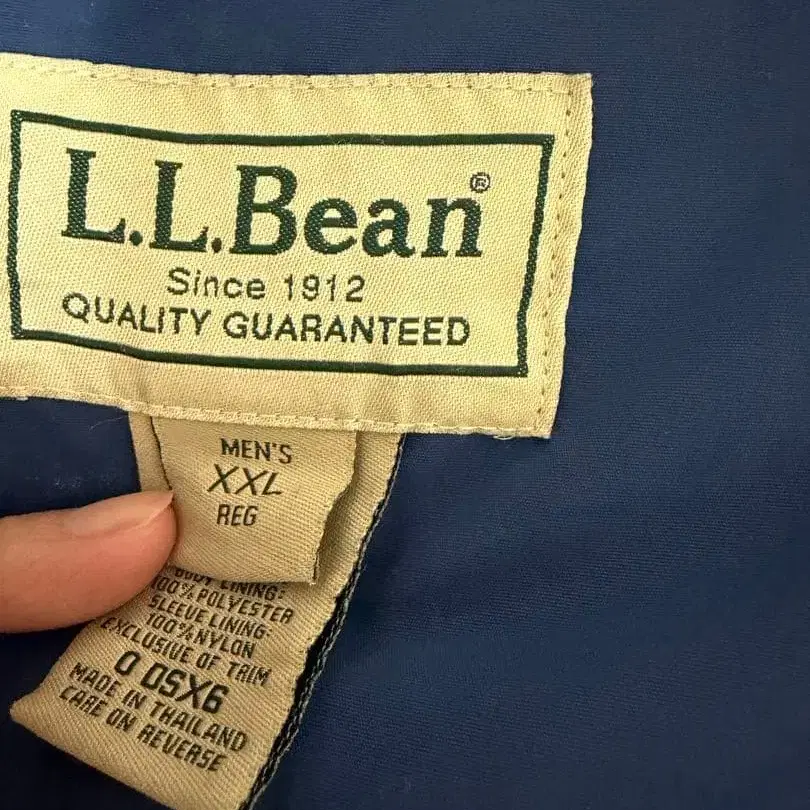 L.L.Bean®
Since 1912
QUALITY GUARANTEED
MEN'S
XXL
REG
BODY LINING:
100% POLYESTER
SLEEVE LINING:
100% NYLON
EXCLUSIVE OF TRIM
0 OSX6
MADE IN THAILAND
CARE ON REVERSE